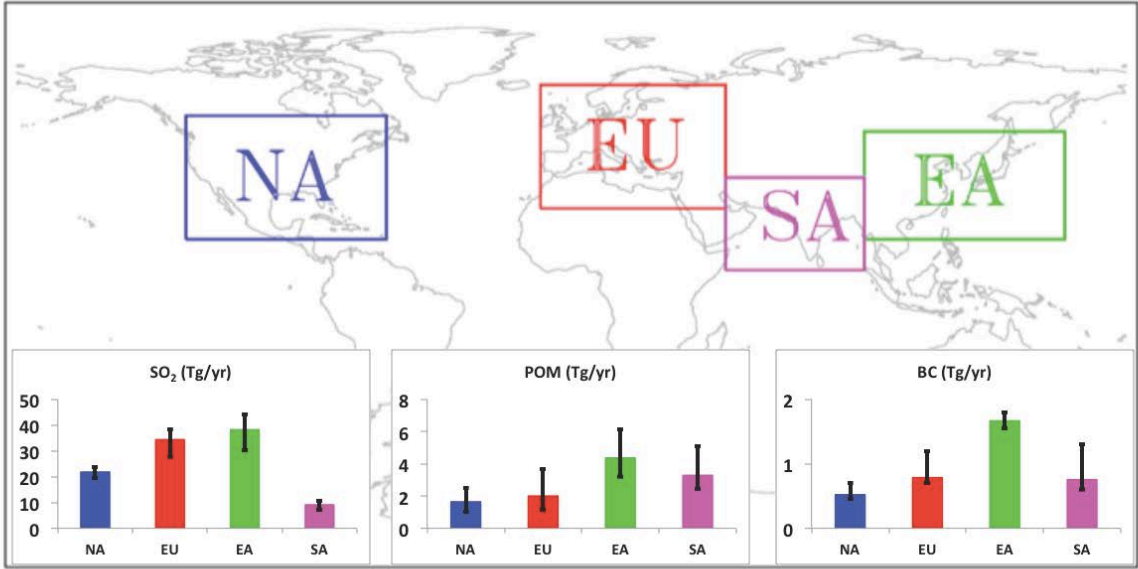 NA
EU
SA
EA
SO₂ (Tg/yr)
50
40
30
20
10
0
NA EU EA SA
POM (Tg/yr)
8
6
4
2
0
NA EU EA SA
BC (Tg/yr)
2
1
0
NA EU EA SA